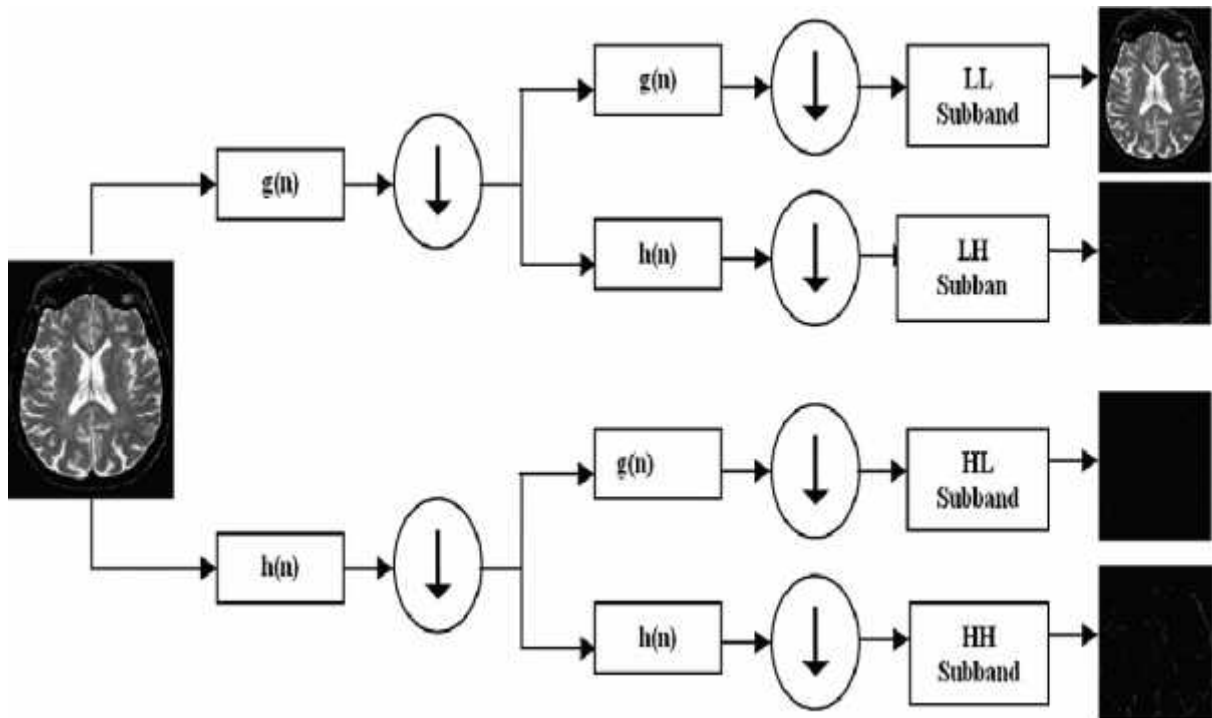 g(n)
LL
Subband
g(n)
h(n)
LH
Subban
g(n)
HL
Subband
h(n)
h(n)
HH
Subband